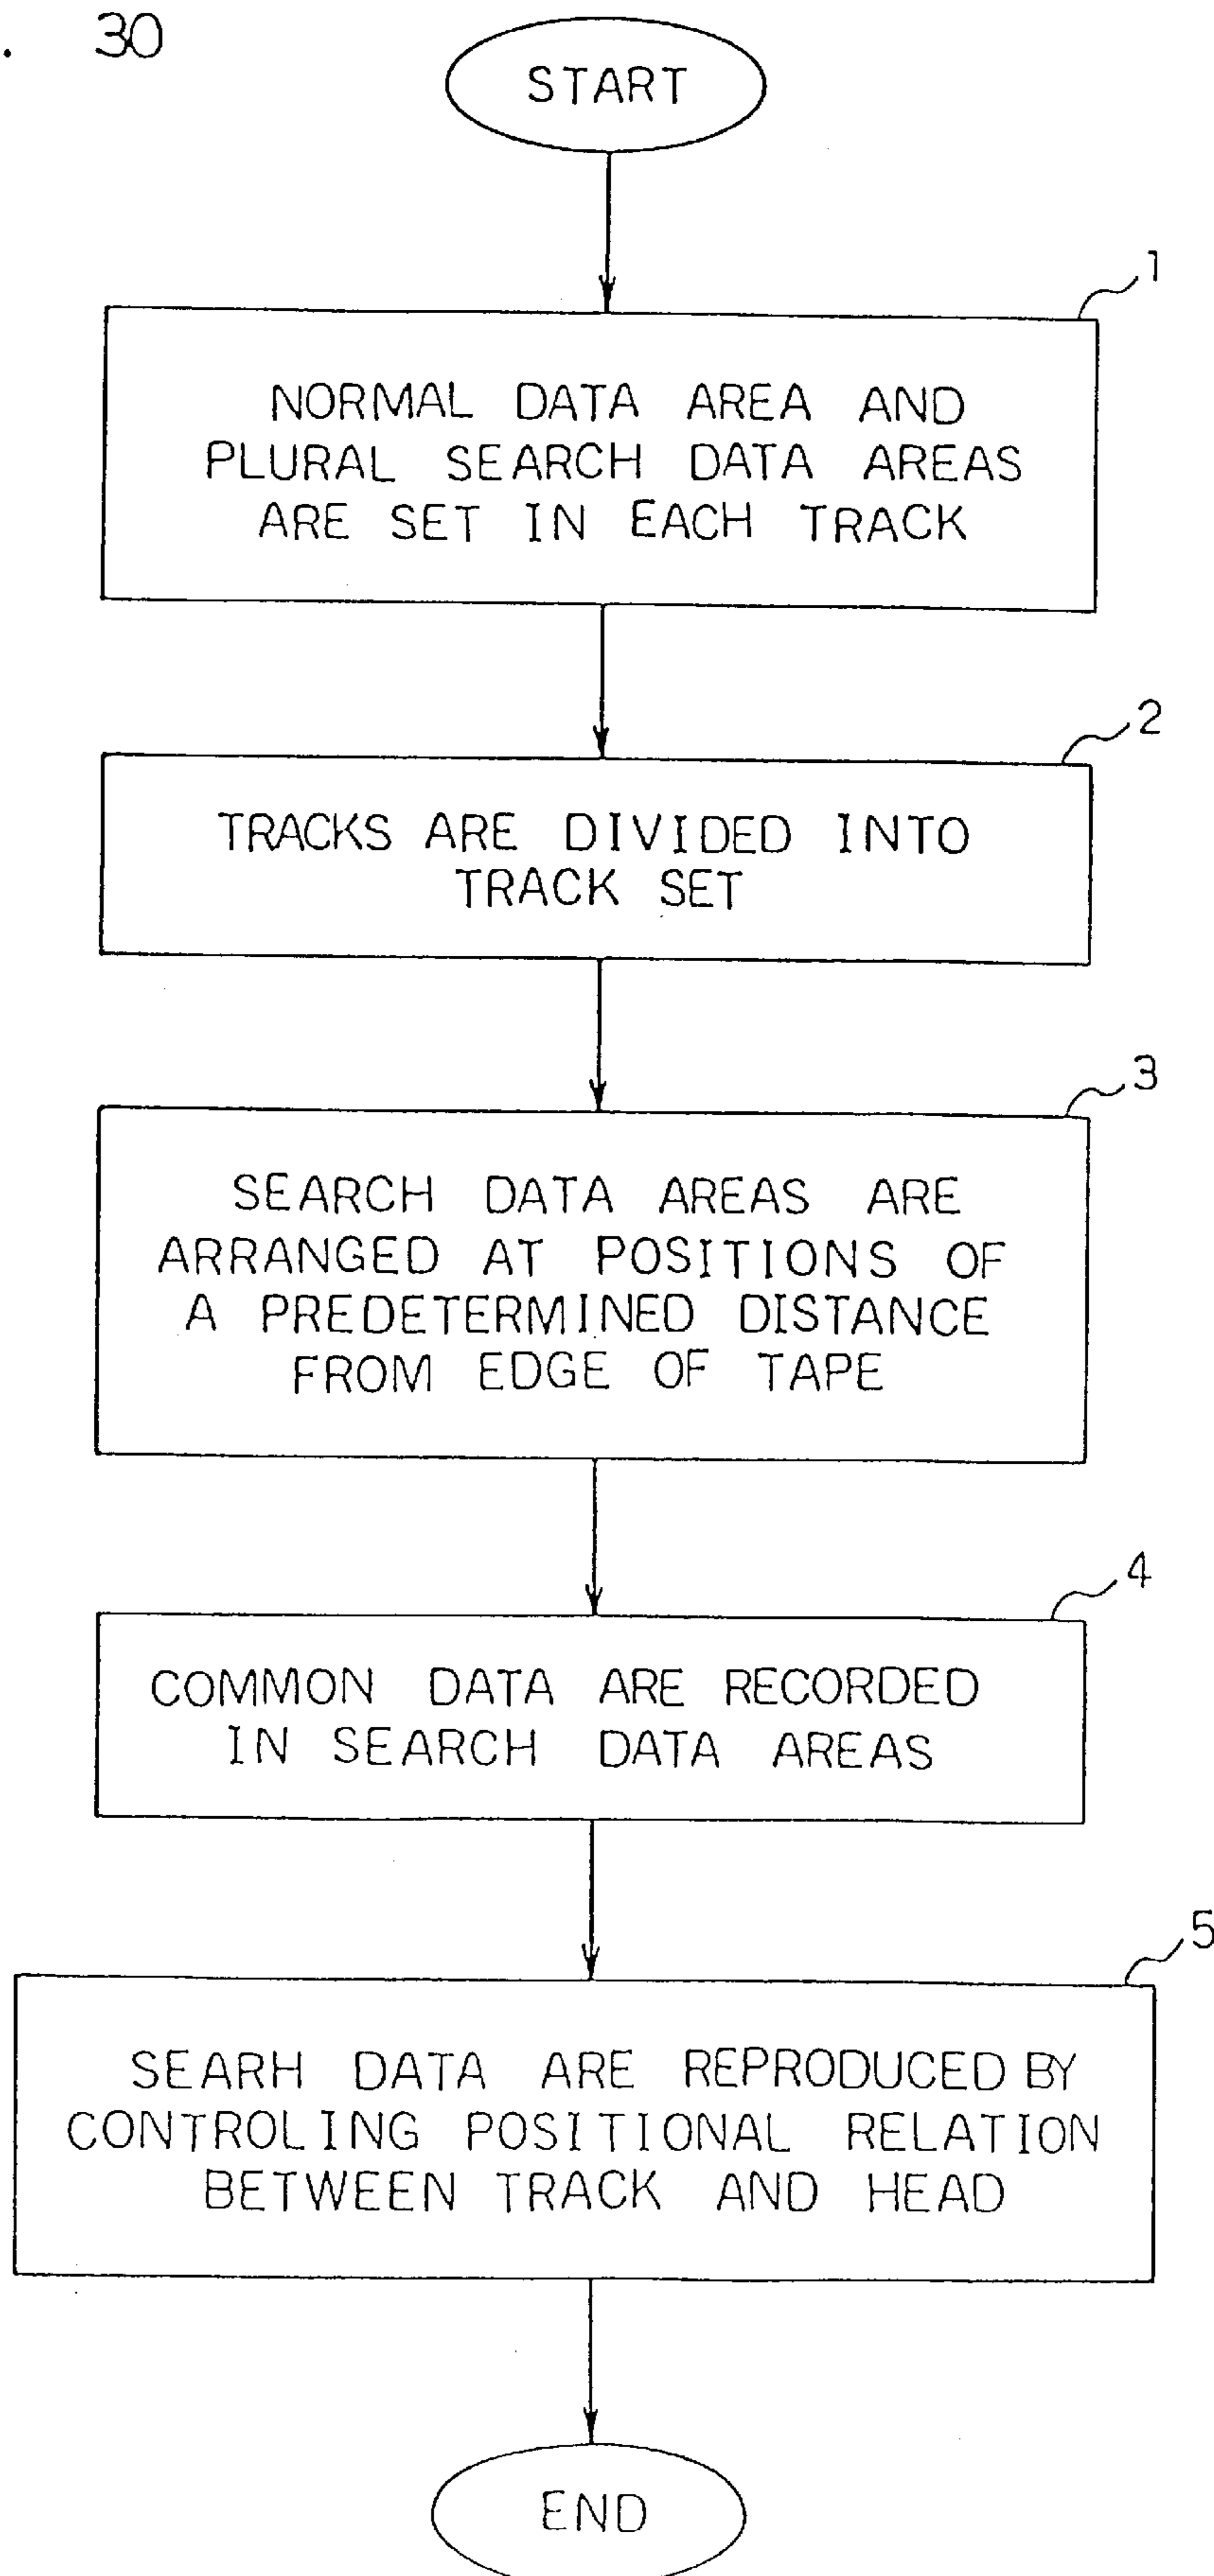 . 30
START
1
NORMAL DATA AREA AND
PLURAL SEARCH DATA AREAS
ARE SET IN EACH TRACK
2
TRACKS ARE DIVIDED INTO
TRACK SET
3
SEARCH DATA AREAS ARE
ARRANGED AT POSITIONS OF
A PREDETERMINED DISTANCE
FROM EDGE OF TAPE
4
COMMON DATA ARE RECORDED
IN SEARCH DATA AREAS
5
SEARH DATA ARE REPRODUCED BY
CONTROLING POSITIONAL RELATION
BETWEEN TRACK AND HEAD
END